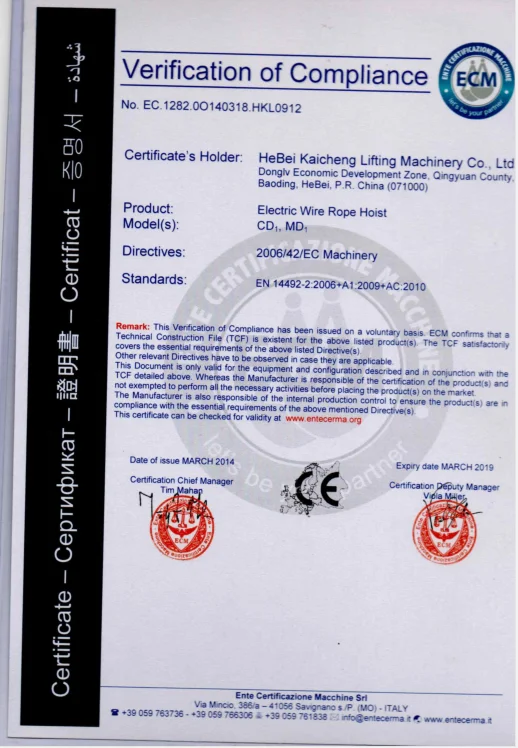 Certificate – Сертификат – 證明書 – Certificat – 증명서 – شهادة
ENTE CERTIFICAZIONE MACCHINE
ECM
let's be your partner
Verification of Compliance
No. EC.1282.0O140318.HKL0912
Certificate's Holder: HeBei Kaicheng Lifting Machinery Co., Ltd
Donglv Economic Development Zone, Qingyuan County,
Baoding, HeBei, P.R. China (071000)
Product: Electric Wire Rope Hoist
Model(s): CD₁, MD₁
Directives: 2006/42/EC Machinery
Standards: EN 14492-2:2006+A1:2009+AC:2010
Remark: This Verification of Compliance has been issued on a voluntary basis. ECM confirms that a
Technical Construction File (TCF) is existent for the above listed product(s). The TCF satisfactorily
covers the essential requirements of the above listed Directive(s).
Other relevant Directives have to be observed in case they are applicable.
This Document is only valid for the equipment and configuration described and in conjunction with the
TCF detailed above. Whereas the Manufacturer is responsible of the certification of the product(s) and
not exempted to perform all the necessary activities before placing the product(s) on the market.
The Manufacturer is also responsible of the internal production control to ensure the product(s) are in
compliance with the essential requirements of the above mentioned Directive(s).
This certificate can be checked for validity at www.entecerma.org
Date of issue MARCH 2014
Expiry date MARCH 2019
Certification Chief Manager
Tim Mahan
Certification Deputy Manager
Viola Miller
CE
ECM
ECM
Ente Certificazione Macchine Srl
Via Mincio, 386/a – 41056 Savignano s./P. (MO) - ITALY
☎ +39 059 763736 - +39 059 766306 +39 059 761838 info@entecerma.it www.entecerma.it